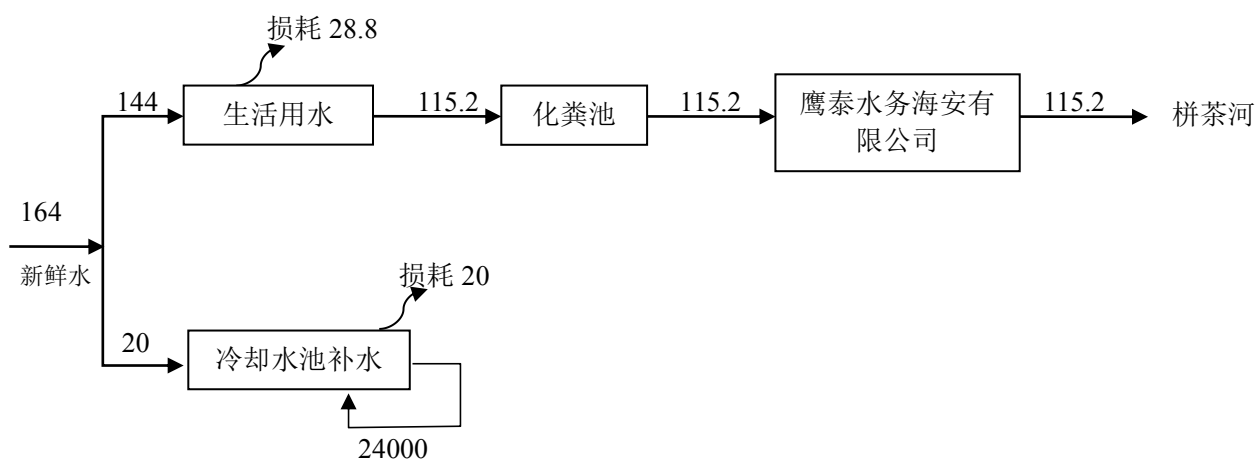 损耗 28.8
144
生活用水
115.2
化粪池
115.2
鹰泰水务海安有
限公司
115.2
栟茶河
164
新鲜水
损耗 20
20
冷却水池补水
24000